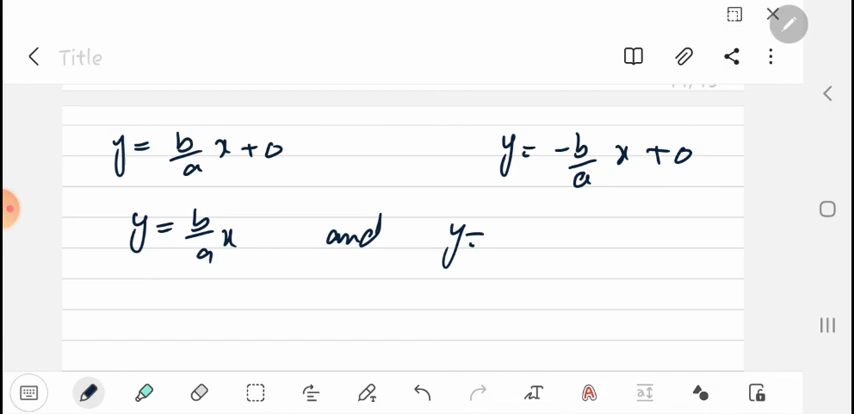 Title
y = b/a x + 0 y = -b/a x + 0
y = b/a x and y =